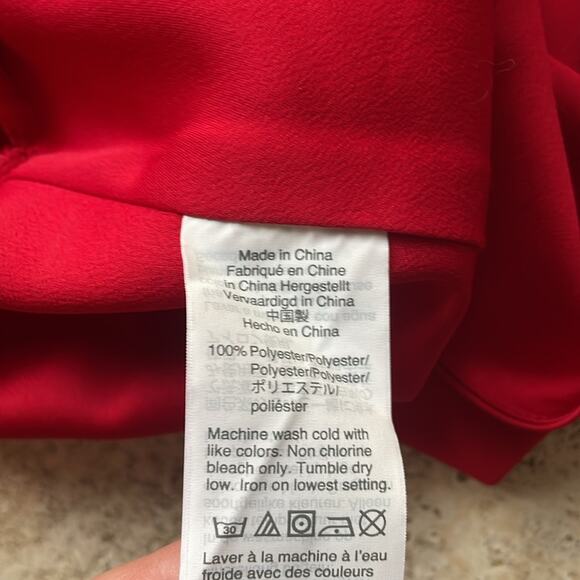 Made in China
Fabriqué en Chine
in China Hergestellt
Vervaardigd in China
中国製
Hecho en China
100% Polyester/Polyester/
Polyester/Polyester/
ポリエステル/
poliéster
Machine wash cold with
like colors. Non chlorine
bleach only. Tumble dry
low. Iron on lowest setting.
30
Laver à la machine à l'eau
froide avec des couleurs